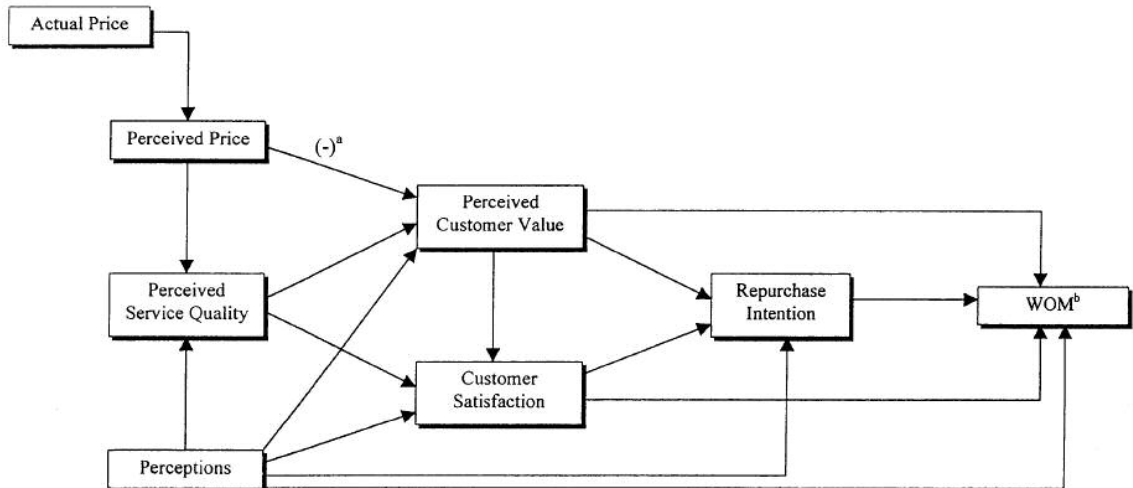 Actual Price
Perceived Price
(-)a
Perceived
Customer Value
Perceived
Service Quality
Repurchase
Intention
WOMb
Customer
Satisfaction
Perceptions